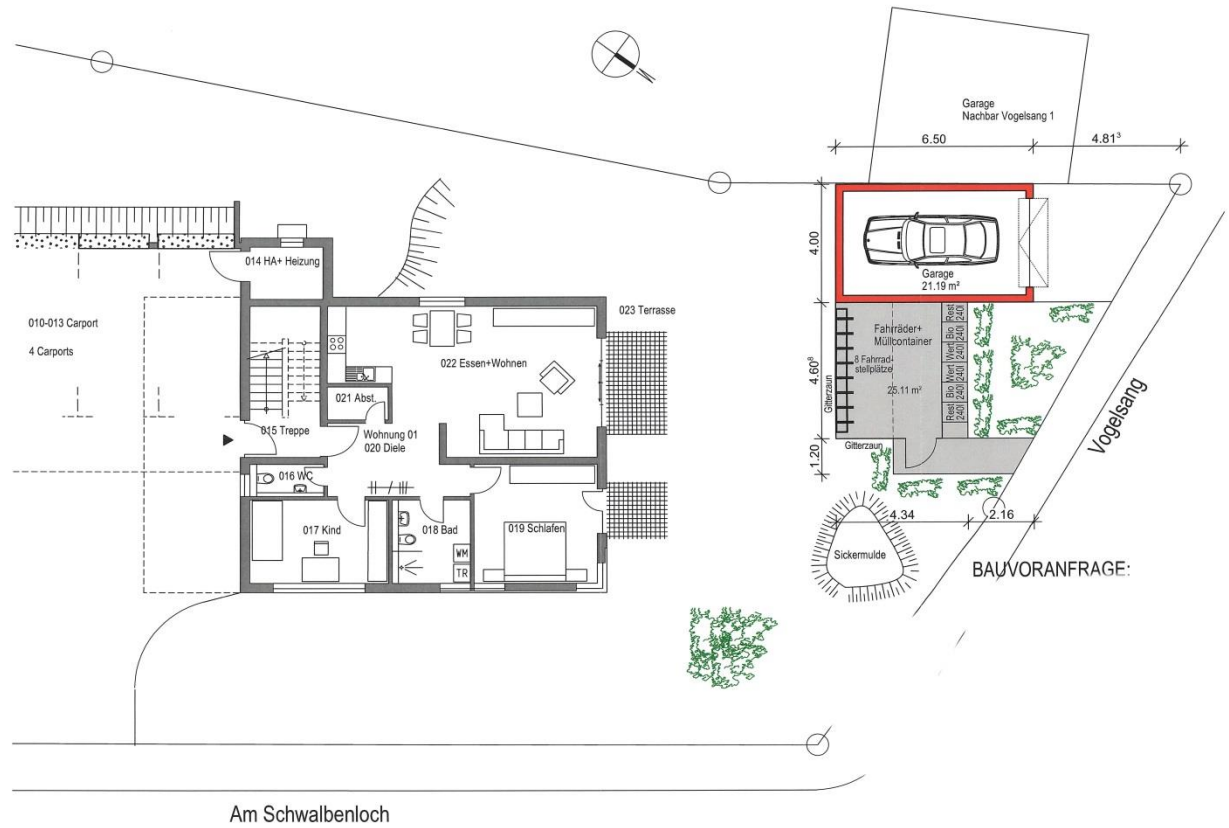 Garage
Nachbar Vogelsang 1
6.50
4.81³
4.00
Garage
21.19 m²
014 HA+ Heizung
010-013 Carport
4 Carports
023 Terrasse
022 Essen+Wohnen
021 Abst.
015 Treppe
Wohnung 01
020 Diele
016 WC
017 Kind
018 Bad
WM
TR
019 Schlafen
Fahrräder+
Müllcontainer
8 Fahrrad-
stellplätze
25.11 m²
Rest 240l
Bio 240l
Wert 240l
Wert 240l
Bio 240l
Rest 240l
4.60⁸
Gitterzaun
Gitterzaun
1.20
4.34
2.16
Sickermulde
Vogelsang
BAUVORANFRAGE:
Am Schwalbenloch